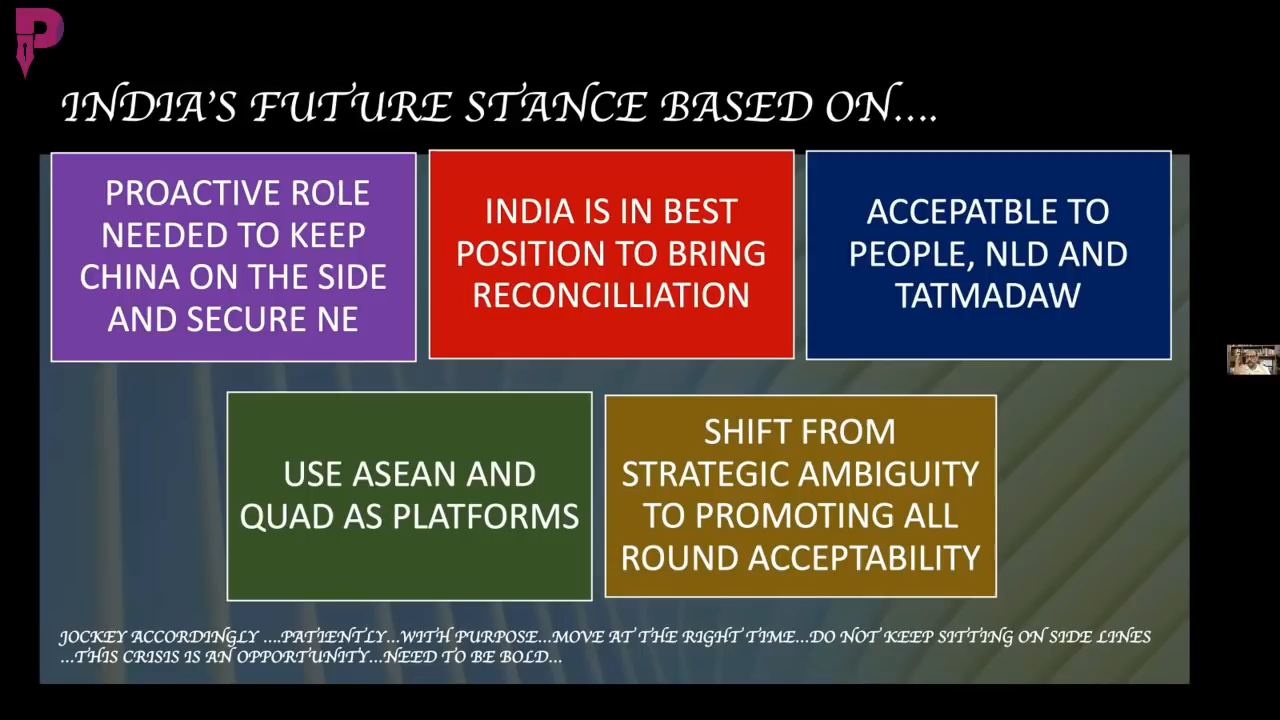 INDIA'S FUTURE STANCE BASED ON....
PROACTIVE ROLE
NEEDED TO KEEP
CHINA ON THE SIDE
AND SECURE NE
INDIA IS IN BEST
POSITION TO BRING
RECONCILLIATION
ACCEPATBLE TO
PEOPLE, NLD AND
TATMADAW
USE ASEAN AND
QUAD AS PLATFORMS
SHIFT FROM
STRATEGIC AMBIGUITY
TO PROMOTING ALL
ROUND ACCEPTABILITY
JOCKEY ACCORDINGLY ....PATIENTLY...WITH PURPOSE...MOVE AT THE RIGHT TIME...DO NOT KEEP SITTING ON SIDE LINES
...THIS CRISIS IS AN OPPORTUNITY...NEED TO BE BOLD...